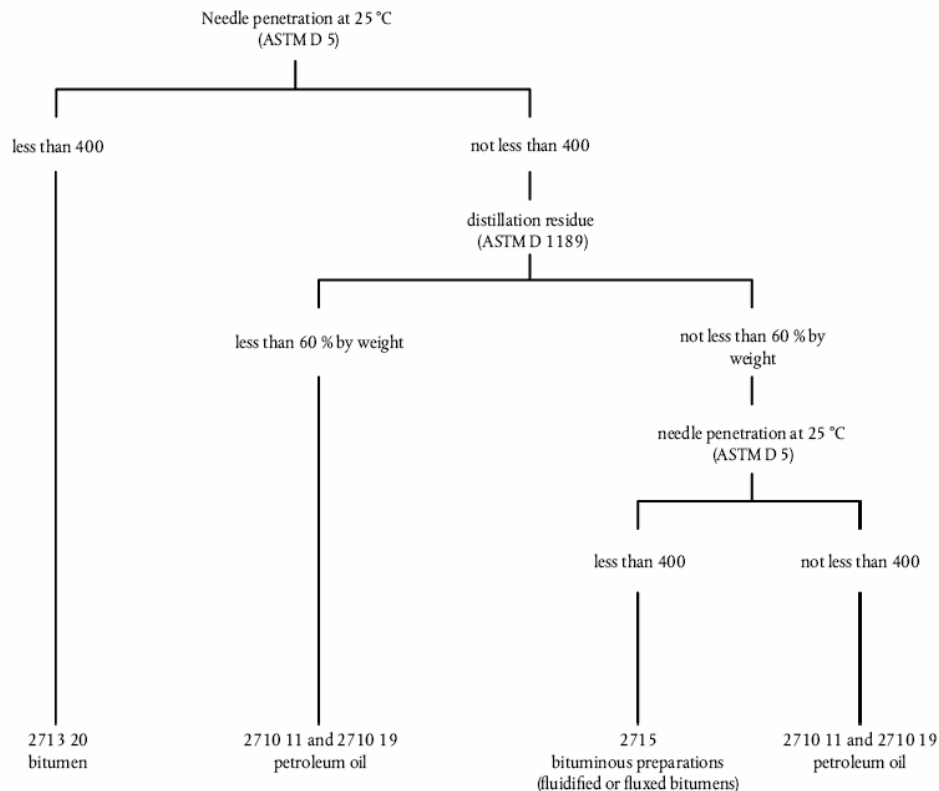 Needle penetration at 25 °C
(ASTM D 5)
less than 400
not less than 400
distillation residue
(ASTM D 1189)
less than 60 % by weight
not less than 60 % by
weight
needle penetration at 25 °C
(ASTM D 5)
less than 400
not less than 400
2713 20
bitumen
2710 11 and 2710 19
petroleum oil
2715
bituminous preparations
(fluidified or fluxed bitumens)
2710 11 and 2710 19
petroleum oil